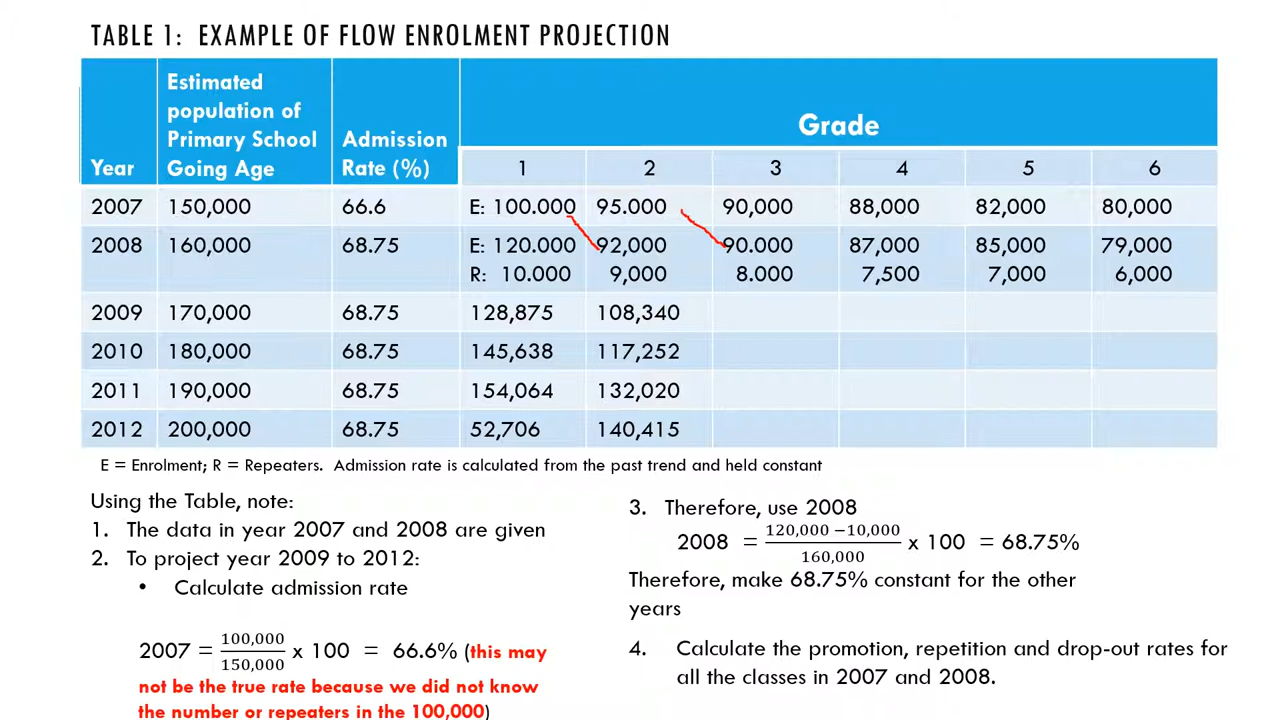 TABLE 1: EXAMPLE OF FLOW ENROLMENT PROJECTION
Year Estimated population of Primary School Going Age Admission Rate (%) Grade
1 2 3 4 5 6
2007 150,000 66.6 E: 100.000 95.000 90,000 88,000 82,000 80,000
2008 160,000 68.75 E: 120.000 92,000 90.000 87,000 85,000 79,000
R: 10.000 9,000 8.000 7,500 7,000 6,000
2009 170,000 68.75 128,875 108,340
2010 180,000 68.75 145,638 117,252
2011 190,000 68.75 154,064 132,020
2012 200,000 68.75 52,706 140,415
E = Enrolment; R = Repeaters. Admission rate is calculated from the past trend and held constant
Using the Table, note:
1. The data in year 2007 and 2008 are given
2. To project year 2009 to 2012:
• Calculate admission rate
2007 = 100,000/150,000 x 100 = 66.6% (this may
not be the true rate because we did not know
the number or repeaters in the 100,000)
3. Therefore, use 2008
2008 = 120,000 −10,000/160,000 x 100 = 68.75%
Therefore, make 68.75% constant for the other
years
4. Calculate the promotion, repetition and drop-out rates for
all the classes in 2007 and 2008.